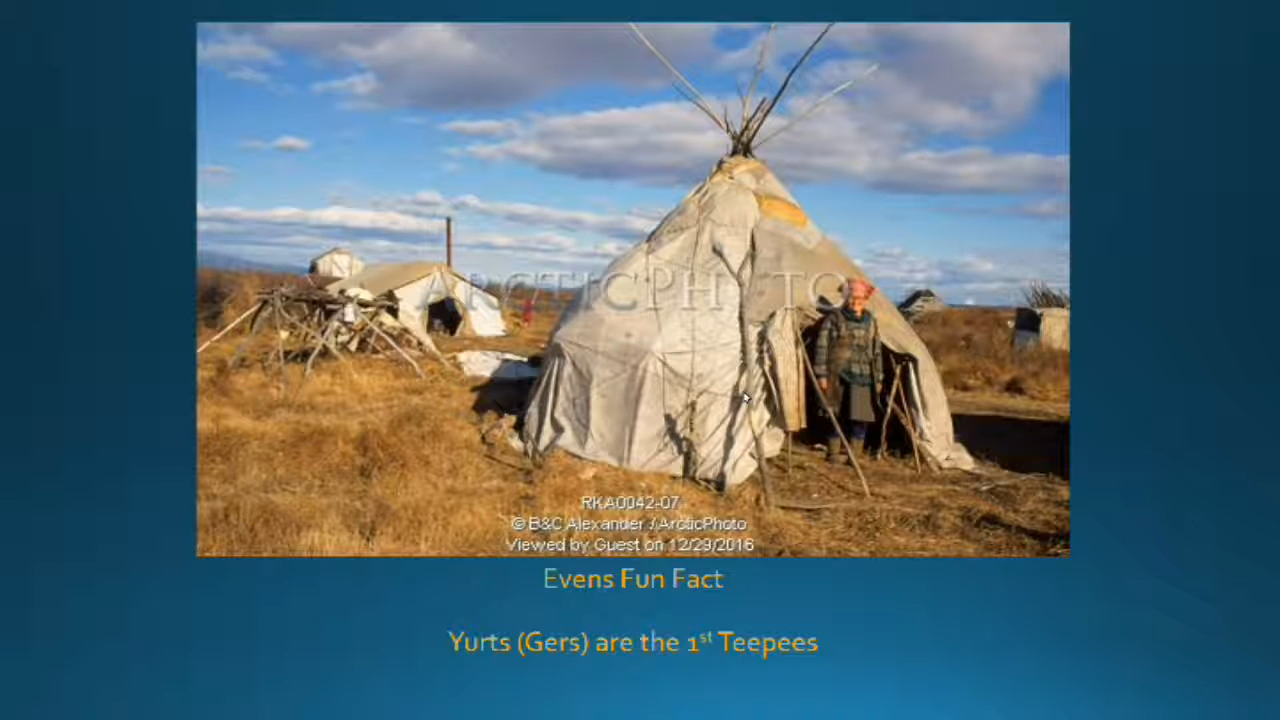 ARCTICPHOTO
RKA0042-07
© B&C Alexander / ArcticPhoto
Viewed by Guest on 12/29/2016
Evens Fun Fact
Yurts (Gers) are the 1st Teepees